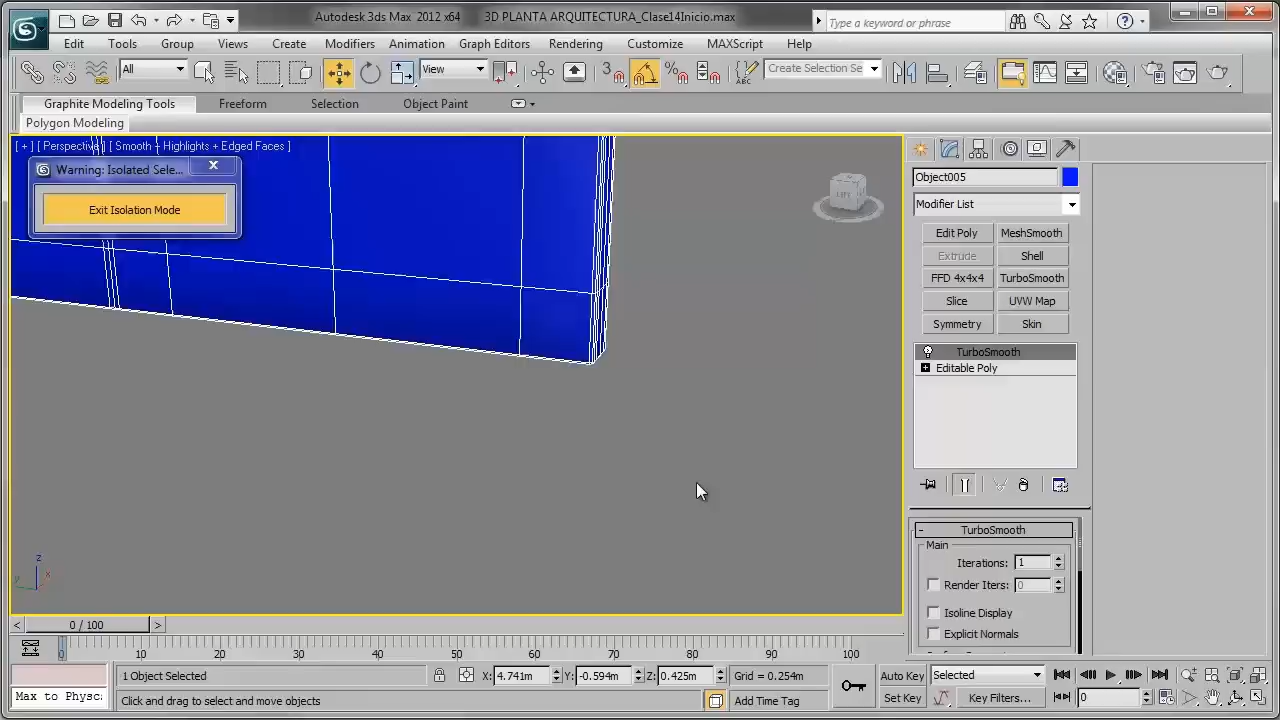 Autodesk 3ds Max 2012 x64 3D PLANTA ARQUITECTURA_Clase14Inicio.max
Type a keyword or phrase
Edit Tools Group Views Create Modifiers Animation Graph Editors Rendering Customize MAXScript Help
All View Create Selection Se
Graphite Modeling Tools Freeform Selection Object Paint
Polygon Modeling
[ + ] [ Perspective ] [ Smooth + Highlights + Edged Faces ]
Warning: Isolated Sele...
Exit Isolation Mode
Object005
Modifier List
Edit Poly MeshSmooth
Extrude Shell
FFD 4x4x4 TurboSmooth
Slice UVW Map
Symmetry Skin
TurboSmooth
Editable Poly
- TurboSmooth
Main
Iterations: 1
Render Iters: 0
Isoline Display
Explicit Normals
z
y x
< 0 / 100 >
0 10 20 30 40 50 60 70 80 90 100
1 Object Selected X: 4.741m Y: -0.594m Z: 0.425m Grid = 0.254m Auto Key Selected
Max to Physc Click and drag to select and move objects Add Time Tag Set Key Key Filters... 0